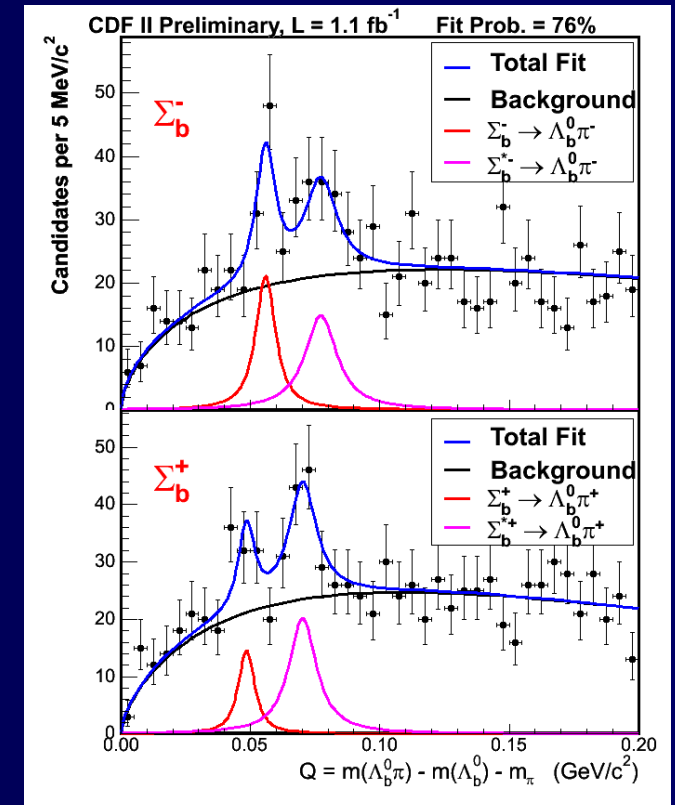 CDF II Preliminary, L = 1.1 fb⁻¹ Fit Prob. = 76%
Candidates per 5 MeV/c²
Σb⁻
Total Fit
Background
Σb⁻ → Λb⁰π⁻
Σb*⁻ → Λb⁰π⁻
50
40
30
20
10
0
Σb⁺
Total Fit
Background
Σb⁺ → Λb⁰π⁺
Σb*⁺ → Λb⁰π⁺
50
40
30
20
10
0
0.00 0.05 0.10 0.15 0.20
Q = m(Λb⁰π) - m(Λb⁰) - mπ (GeV/c²)